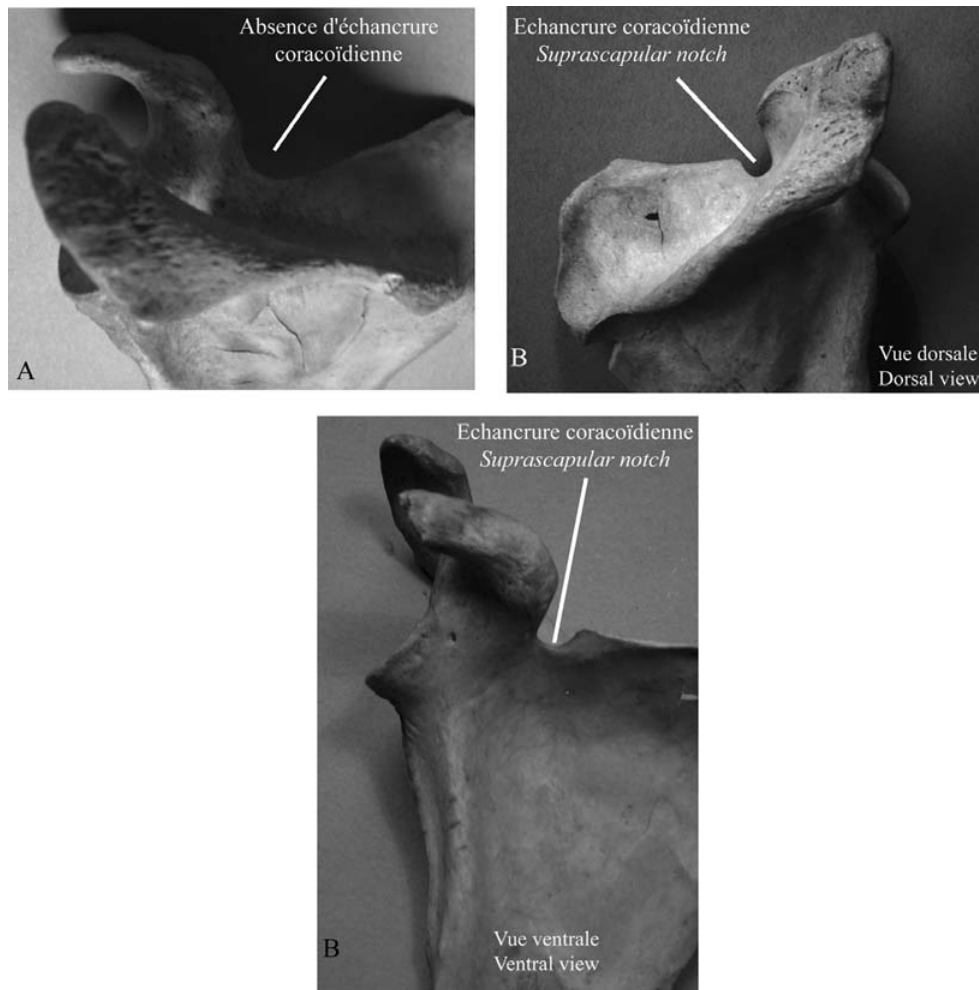 Absence d'échancrure
coracoïdienne
A
Echancrure coracoïdienne
Suprascapular notch
B
Vue dorsale
Dorsal view
Echancrure coracoïdienne
Suprascapular notch
B
Vue ventrale
Ventral view